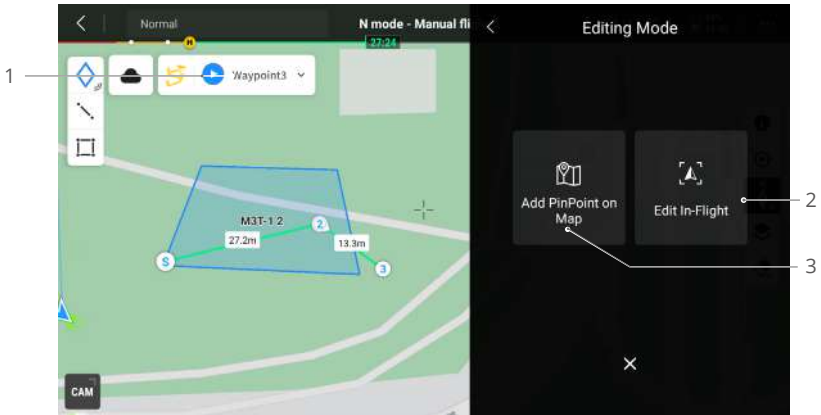 Normal
N mode - Manual fli
Editing Mode
H
27:24
1
Waypoint3
M3T-1 2
S
27.2m
2
13.3m
3
Add PinPoint on
Map
Edit In-Flight
2
3
CAM